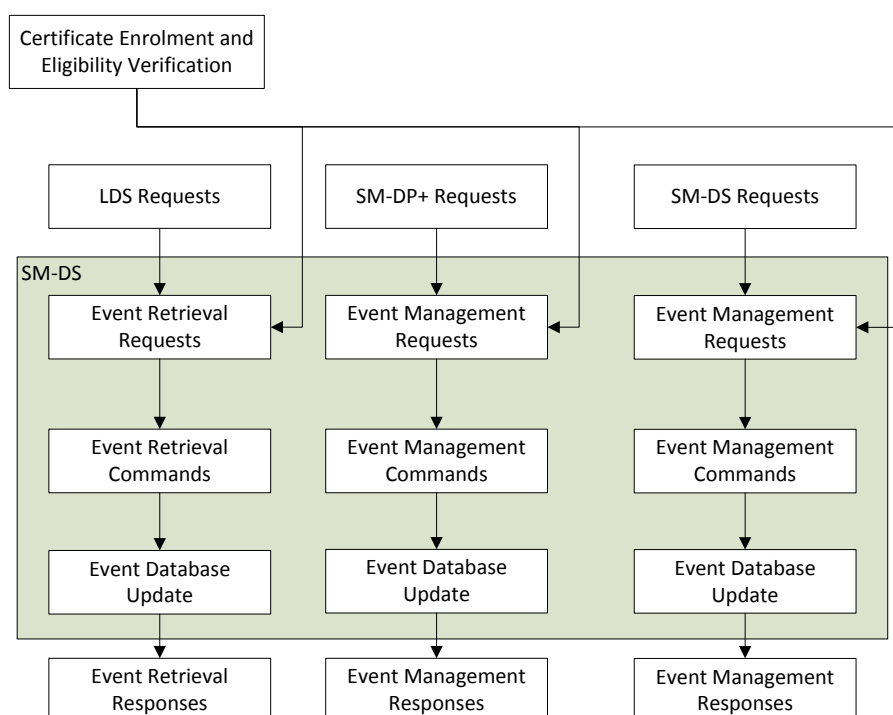 Certificate Enrolment and
Eligibility Verification
LDS Requests
SM-DP+ Requests
SM-DS Requests
SM-DS
Event Retrieval
Requests
Event Management
Requests
Event Management
Requests
Event Retrieval
Commands
Event Management
Commands
Event Management
Commands
Event Database
Update
Event Database
Update
Event Database
Update
Event Retrieval
Responses
Event Management
Responses
Event Management
Responses